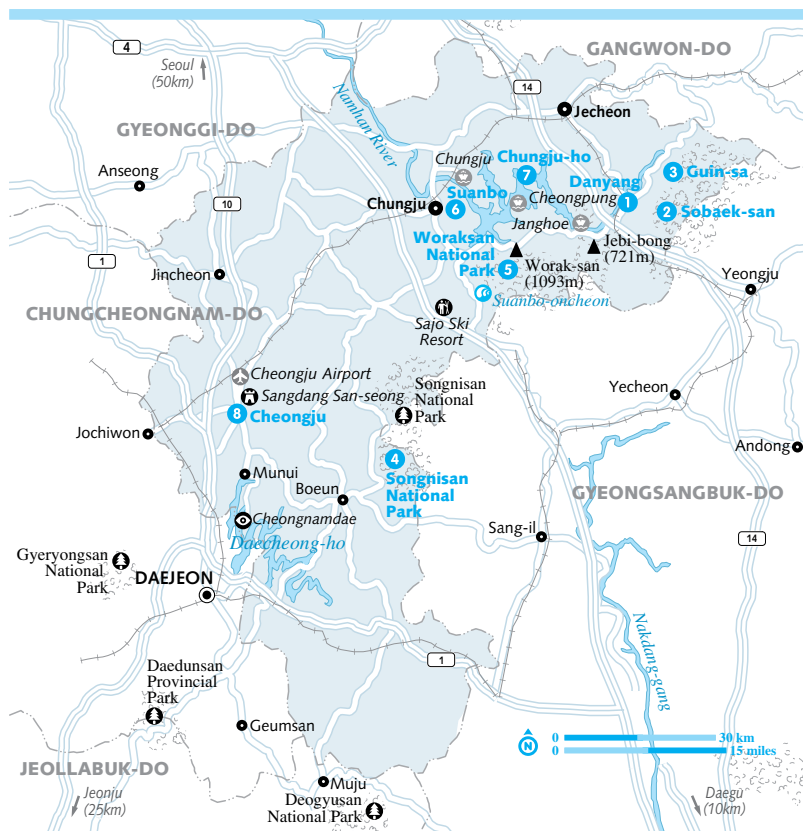 GANGWON-DO
4
Seoul
(50km)
14
Jecheon
Namhan River
GYEONGGI-DO
Anseong
Chungju
Chungju-ho
7
3
Guin-sa
Danyang
1
Suanbo
6
Cheongpung
2
Sobaek-san
Chungju
10
Janghoe
Jebi-bong
(721m)
Woraksan
National
Park
5
Worak-san
(1093m)
1
Jincheon
Yeongju
Suanbo-oncheon
CHUNGCHEONGNAM-DO
Sajo Ski
Resort
Cheongju Airport
Sangdang San-seong
Songnisan
National
Park
Yecheon
8
Cheongju
Jochiwon
Andong
4
Songnisan
National
Park
Munui
Boeun
GYEONGSANGBUK-DO
Cheongnamdae
Sang-il
14
Daecheong-ho
Gyeryongsan
National
Park
DAEJEON
Nakdang-gang
1
Daedunsan
Provincial
Park
Geumsan
N
0
30 km
0
15 miles
JEOLLABUK-DO
Jeonju
(25km)
Muju
Deogyusan
National Park
Daegu
(10km)